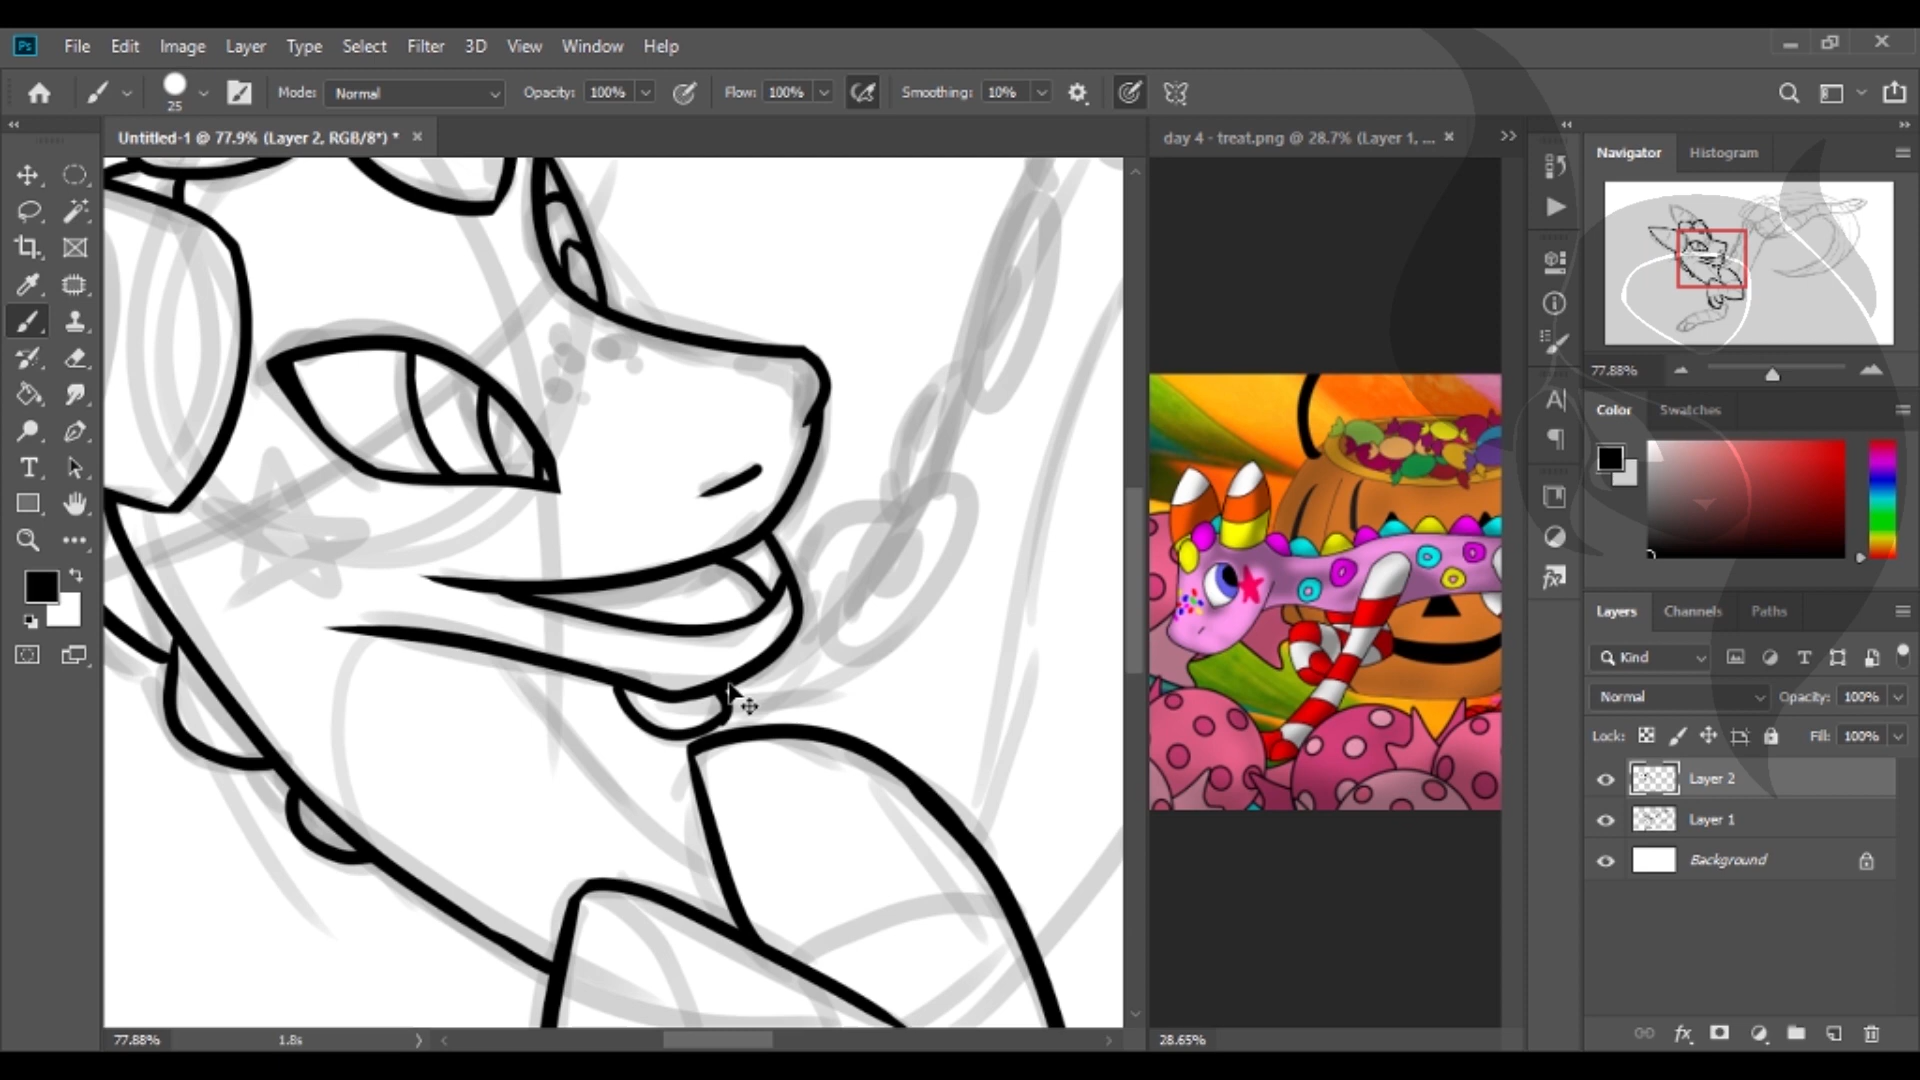 Ps File Edit Image Layer Type Select Filter 3D View Window Help
25 Mode: Normal Opacity: 100% Flow: 100% Smoothing: 10%
Untitled-1 @ 77.9% (Layer 2, RGB/8*) *
day 4 - treat.png @ 28.7% (Layer 1, ...
Navigator Histogram
77.88%
Color Swatches
Layers Channels Paths
Kind
Normal Opacity: 100%
Lock: Fill: 100%
Layer 2
Layer 1
Background
fx
77.88% 1.8s
28.65%